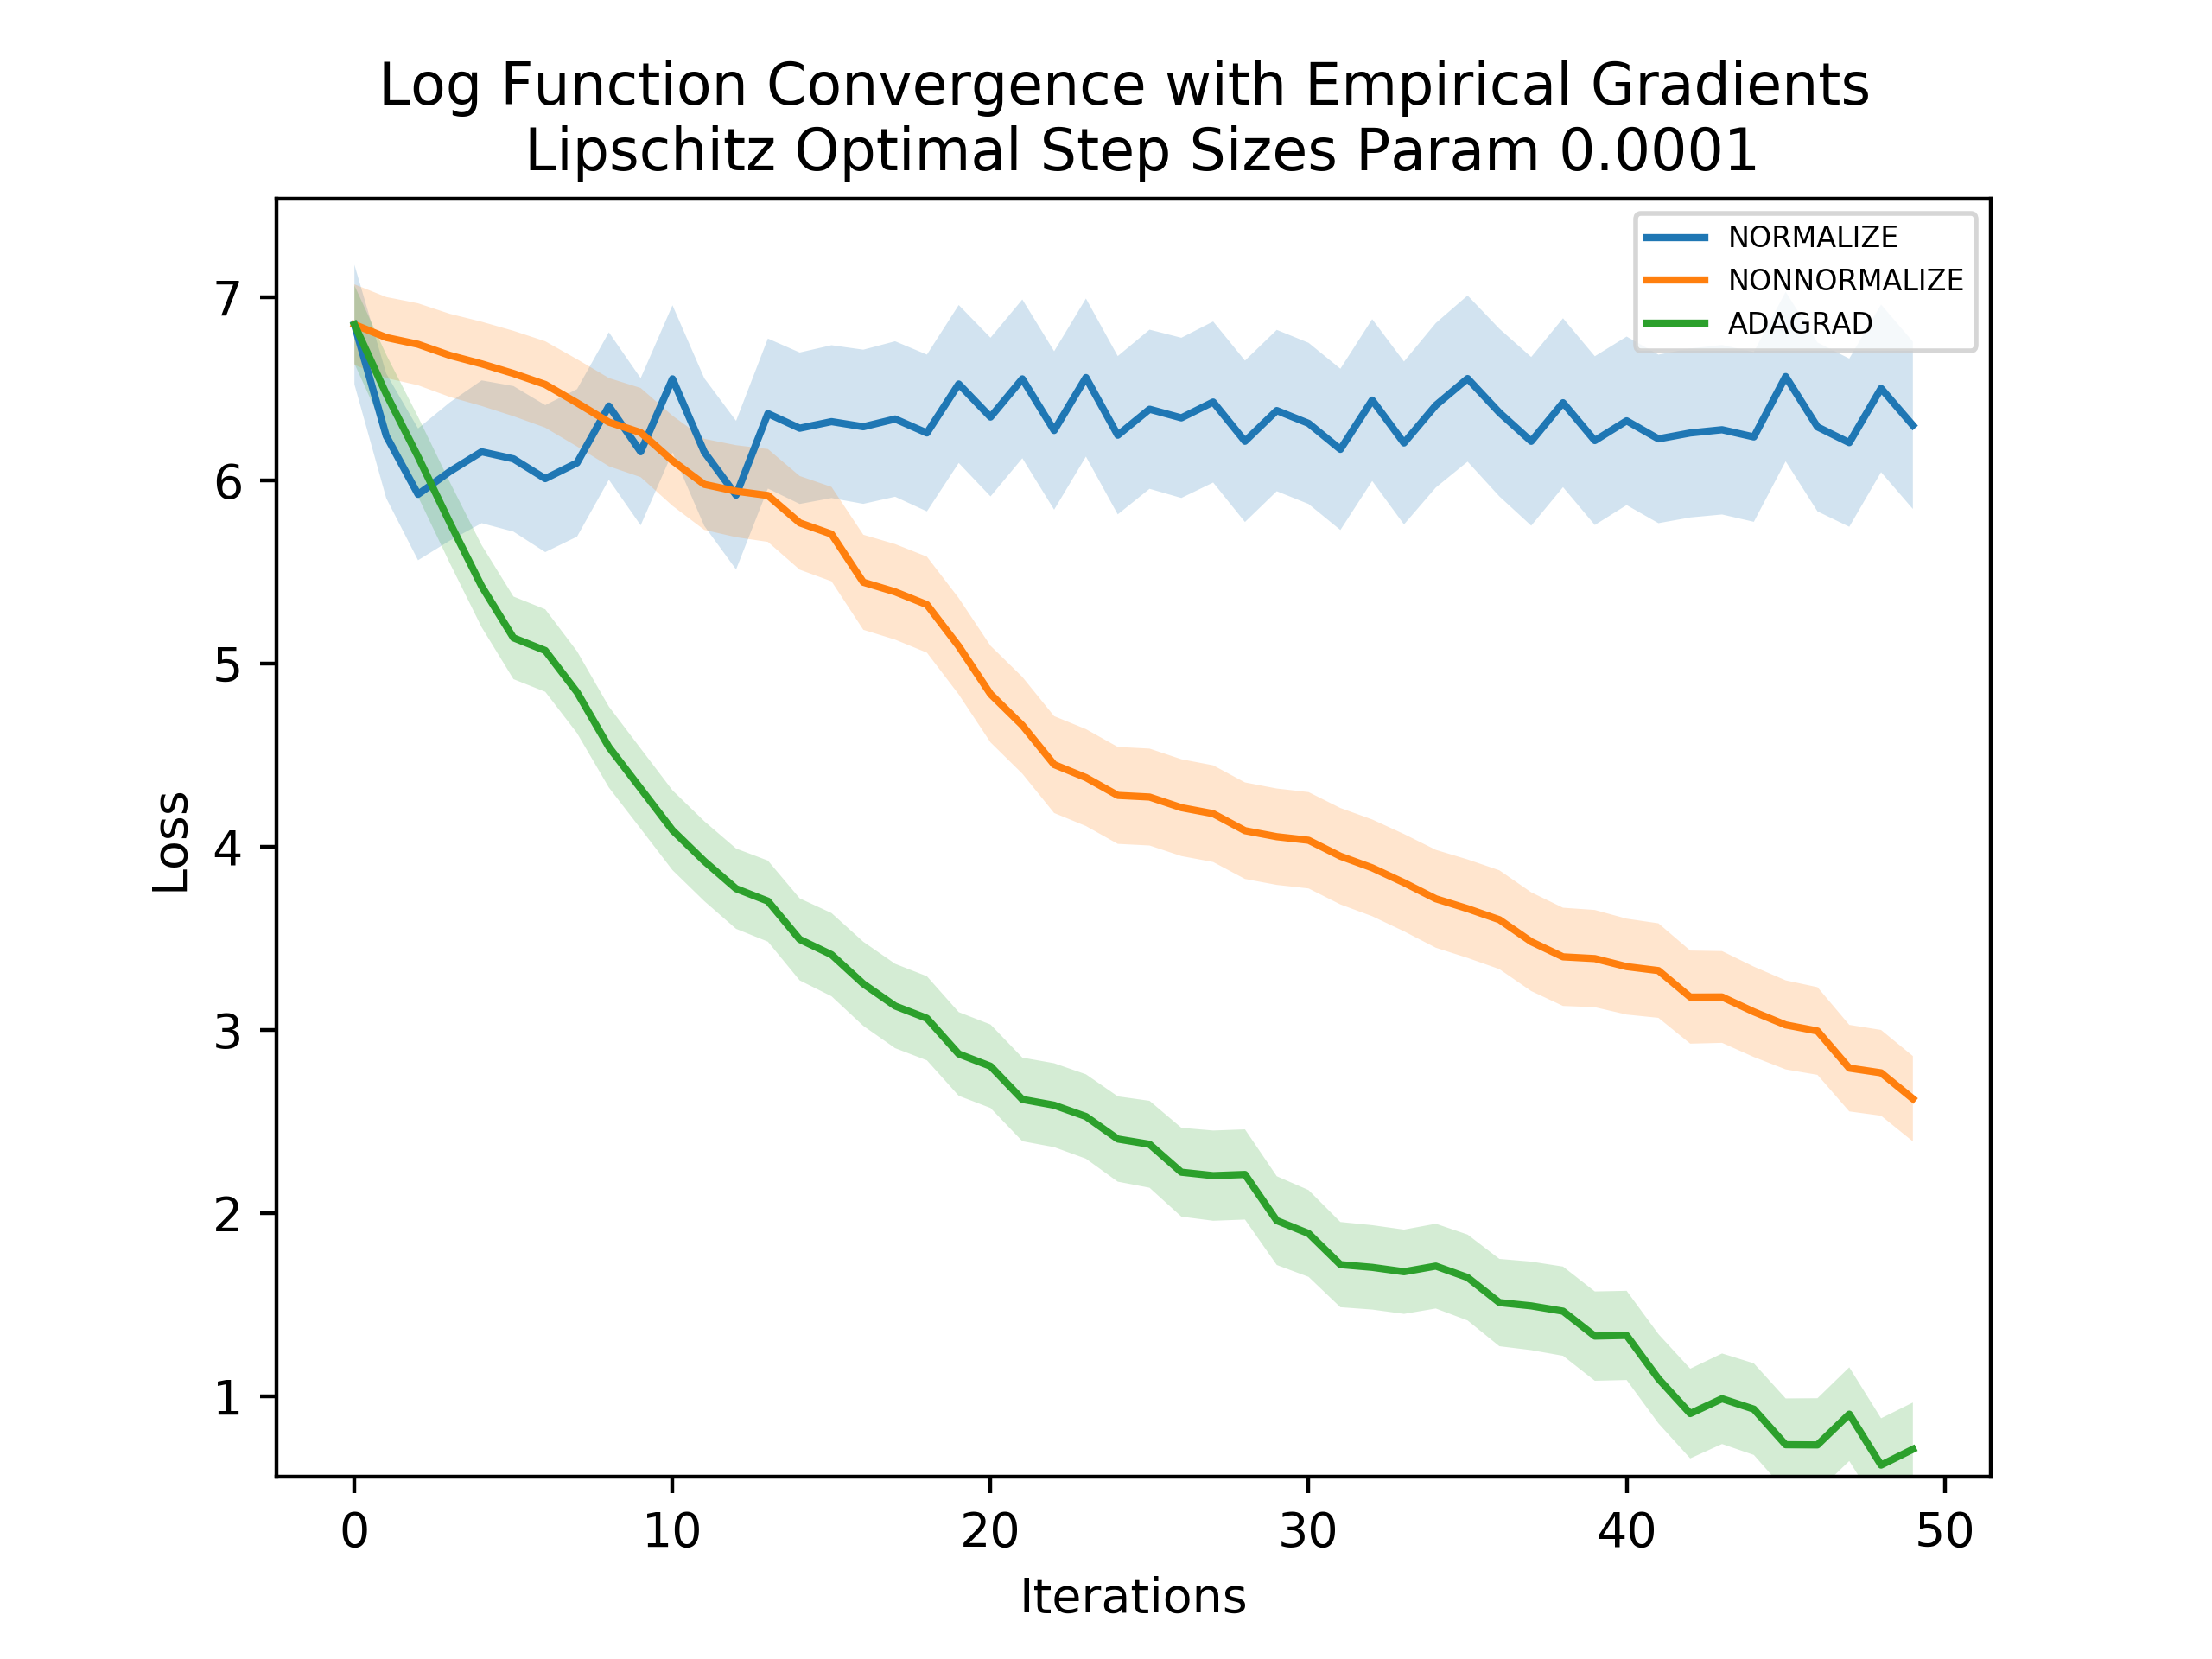 Log Function Convergence with Empirical Gradients
Lipschitz Optimal Step Sizes Param 0.0001
NORMALIZE
NONNORMALIZE
ADAGRAD
7
6
5
4
3
2
1
Loss
0 10 20 30 40 50
Iterations